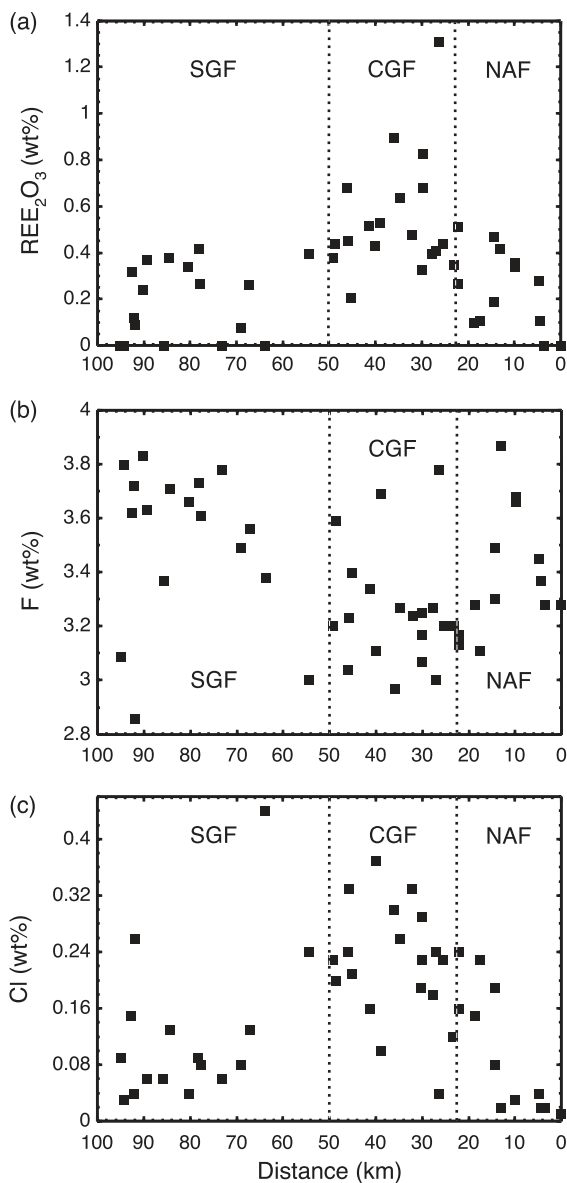 (a)
1.4
1.2
1
0.8
0.6
0.4
0.2
0
REE₂O₃ (wt%)
SGF CGF NAF
100 90 80 70 60 50 40 30 20 10 0
(b)
4
3.8
3.6
3.4
3.2
3
2.8
F (wt%)
CGF
SGF NAF
100 90 80 70 60 50 40 30 20 10 0
(c)
0.4
0.32
0.24
0.16
0.08
0
Cl (wt%)
SGF CGF NAF
100 90 80 70 60 50 40 30 20 10 0
Distance (km)